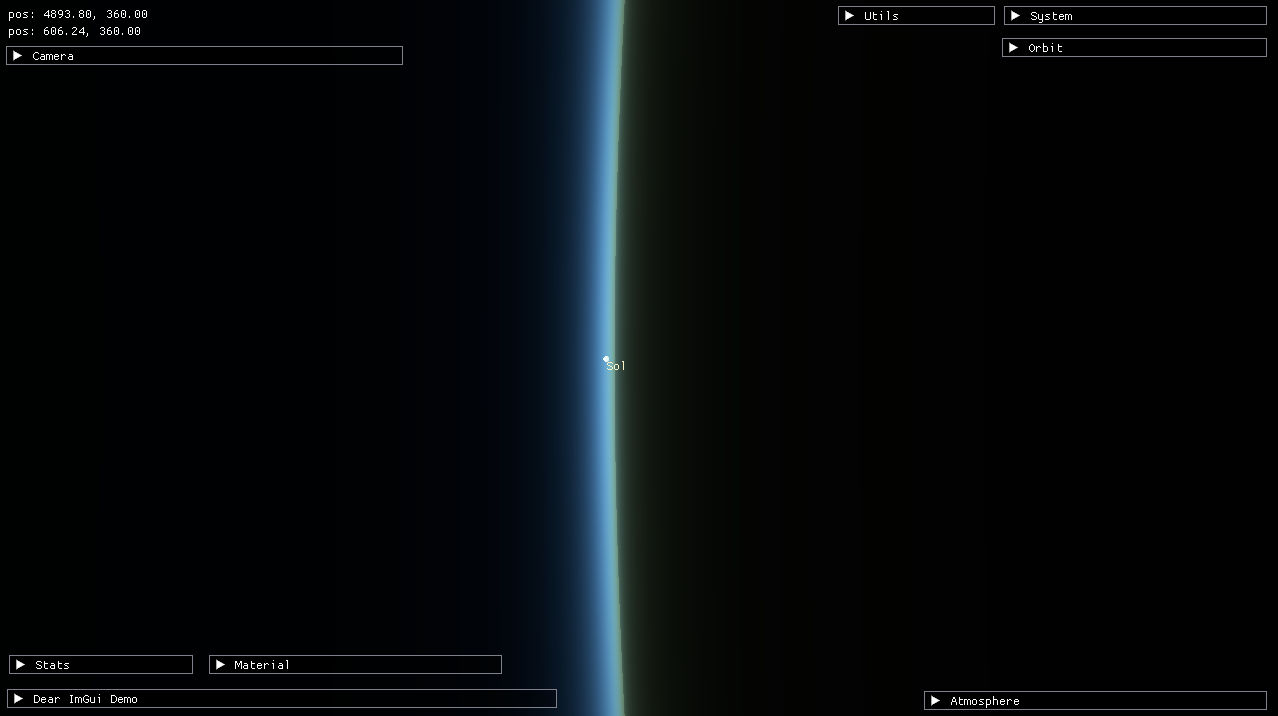 pos: 4893.80, 360.00
pos: 606.24, 360.00
Camera
Utils
System
Orbit
Sol
Stats
Material
Dear ImGui Demo
Atmosphere